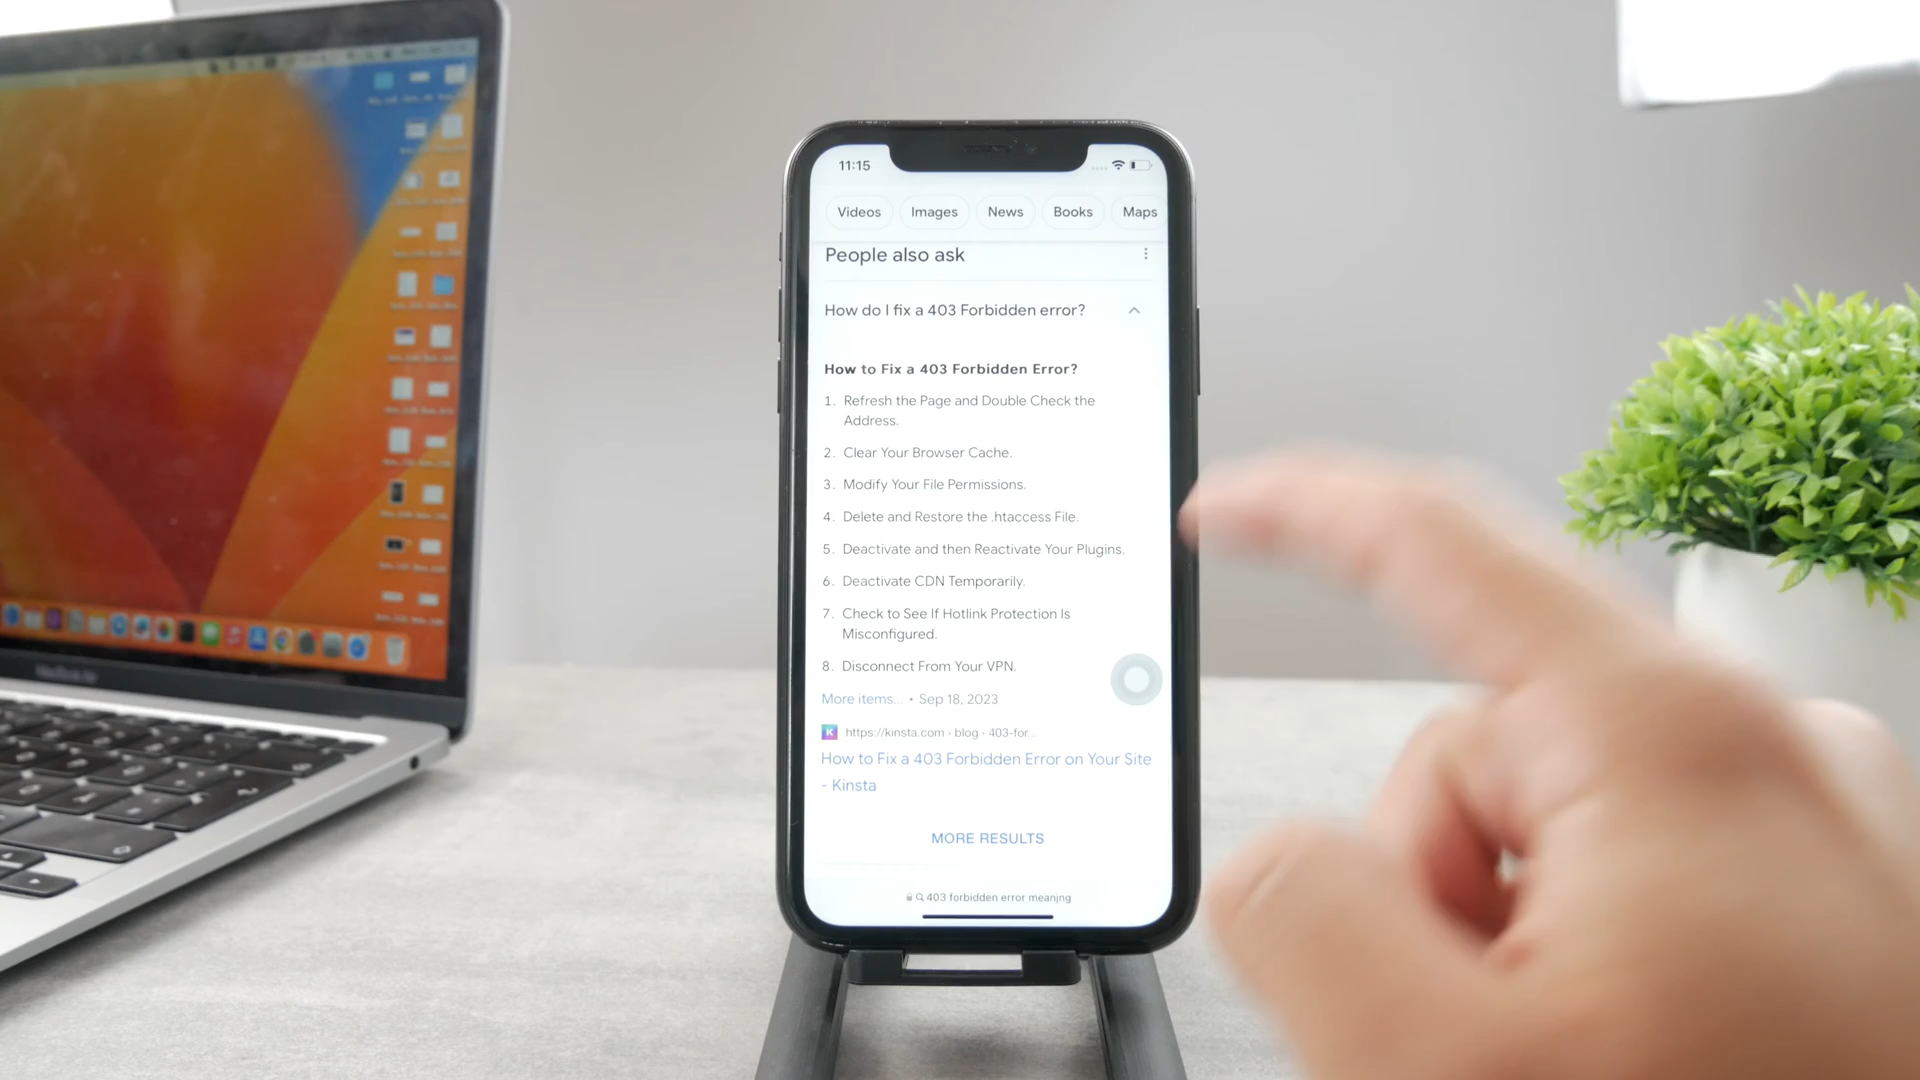 11:15
Videos
Images
News
Books
Maps
People also ask
How do I fix a 403 Forbidden error?
How to Fix a 403 Forbidden Error?
1. Refresh the Page and Double Check the
Address.
2. Clear Your Browser Cache.
3. Modify Your File Permissions.
4. Delete and Restore the .htaccess File.
5. Deactivate and then Reactivate Your Plugins.
6. Deactivate CDN Temporarily.
7. Check to See If Hotlink Protection Is
Misconfigured.
8. Disconnect From Your VPN.
More items... • Sep 18, 2023
K https://kinsta.com › blog › 403-for...
How to Fix a 403 Forbidden Error on Your Site
- Kinsta
MORE RESULTS
403 forbidden error meanjng